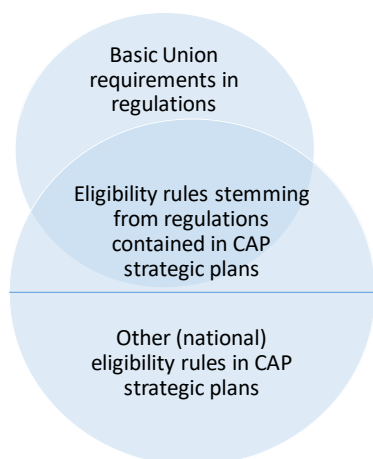 Basic Union
requirements in
regulations
Eligibility rules stemming
from regulations
contained in CAP
strategic plans
Other (national)
eligibility rules in CAP
strategic plans